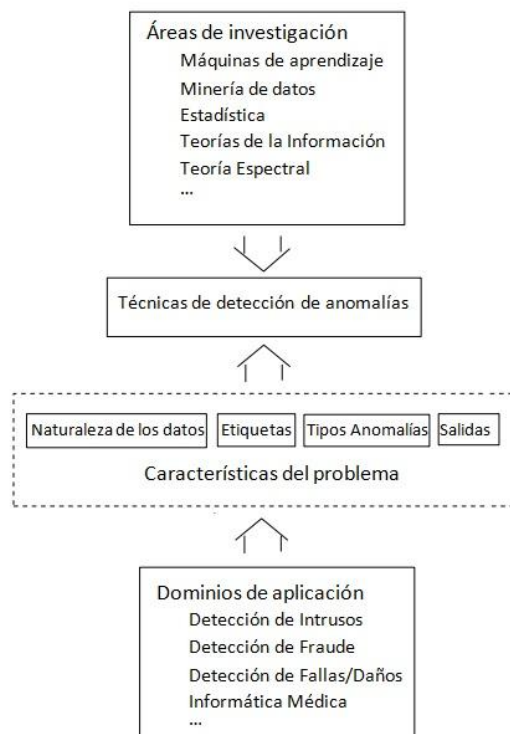 Áreas de investigación
Máquinas de aprendizaje
Minería de datos
Estadística
Teorías de la Información
Teoría Espectral
...
Técnicas de detección de anomalías
Naturaleza de los datos Etiquetas Tipos Anomalías Salidas
Características del problema
Dominios de aplicación
Detección de Intrusos
Detección de Fraude
Detección de Fallas/Daños
Informática Médica
...